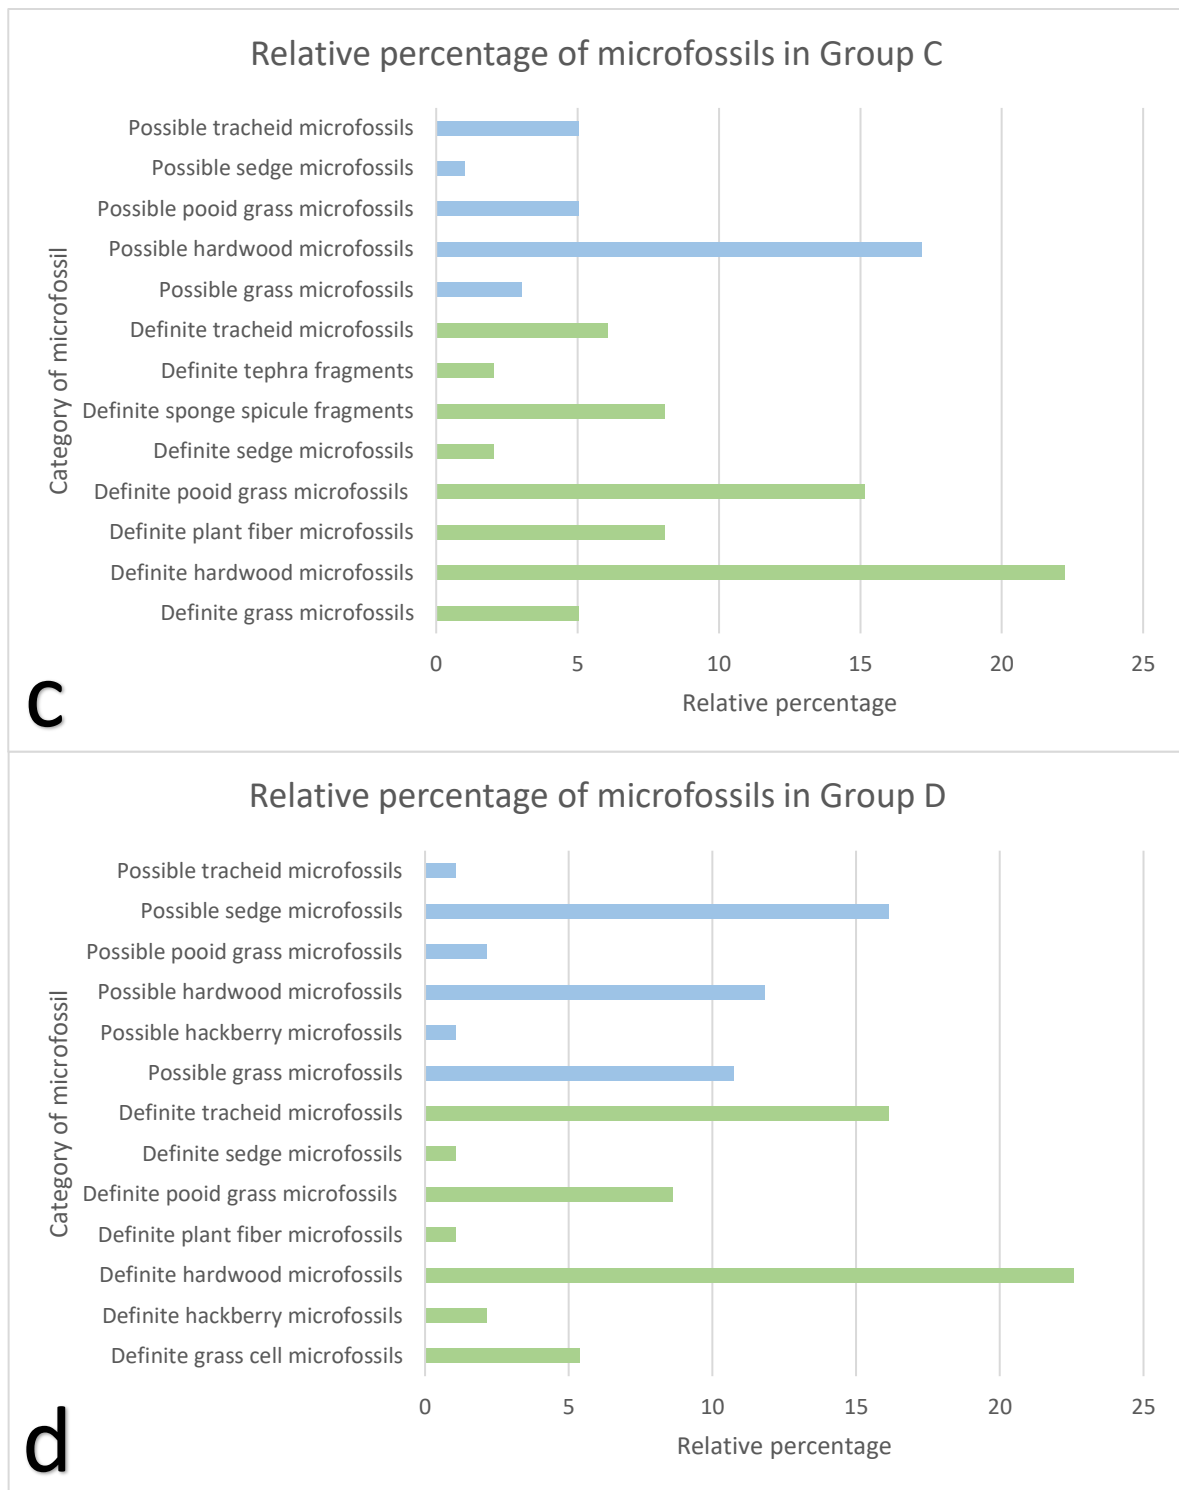 Relative percentage of microfossils in Group C
Category of microfossil
Possible tracheid microfossils
Possible sedge microfossils
Possible pooid grass microfossils
Possible hardwood microfossils
Possible grass microfossils
Definite tracheid microfossils
Definite tephra fragments
Definite sponge spicule fragments
Definite sedge microfossils
Definite pooid grass microfossils
Definite plant fiber microfossils
Definite hardwood microfossils
Definite grass microfossils
0 5 10 15 20 25
Relative percentage
c
Relative percentage of microfossils in Group D
Category of microfossil
Possible tracheid microfossils
Possible sedge microfossils
Possible pooid grass microfossils
Possible hardwood microfossils
Possible hackberry microfossils
Possible grass microfossils
Definite tracheid microfossils
Definite sedge microfossils
Definite pooid grass microfossils
Definite plant fiber microfossils
Definite hardwood microfossils
Definite hackberry microfossils
Definite grass cell microfossils
0 5 10 15 20 25
Relative percentage
d